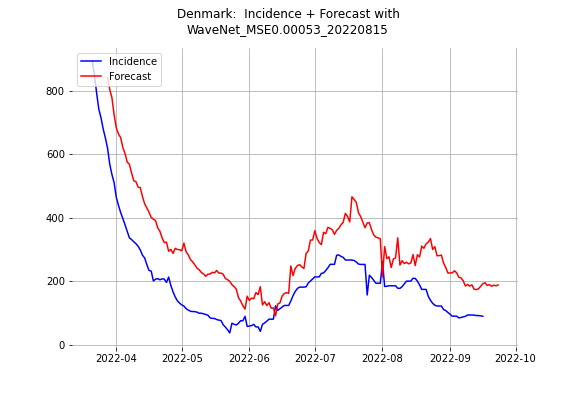 Denmark:  Incidence + Forecast with
WaveNet_MSE0.00053_20220815
Incidence
Forecast
800
600
400
200
0
2022-04 2022-05 2022-06 2022-07 2022-08 2022-09 2022-10